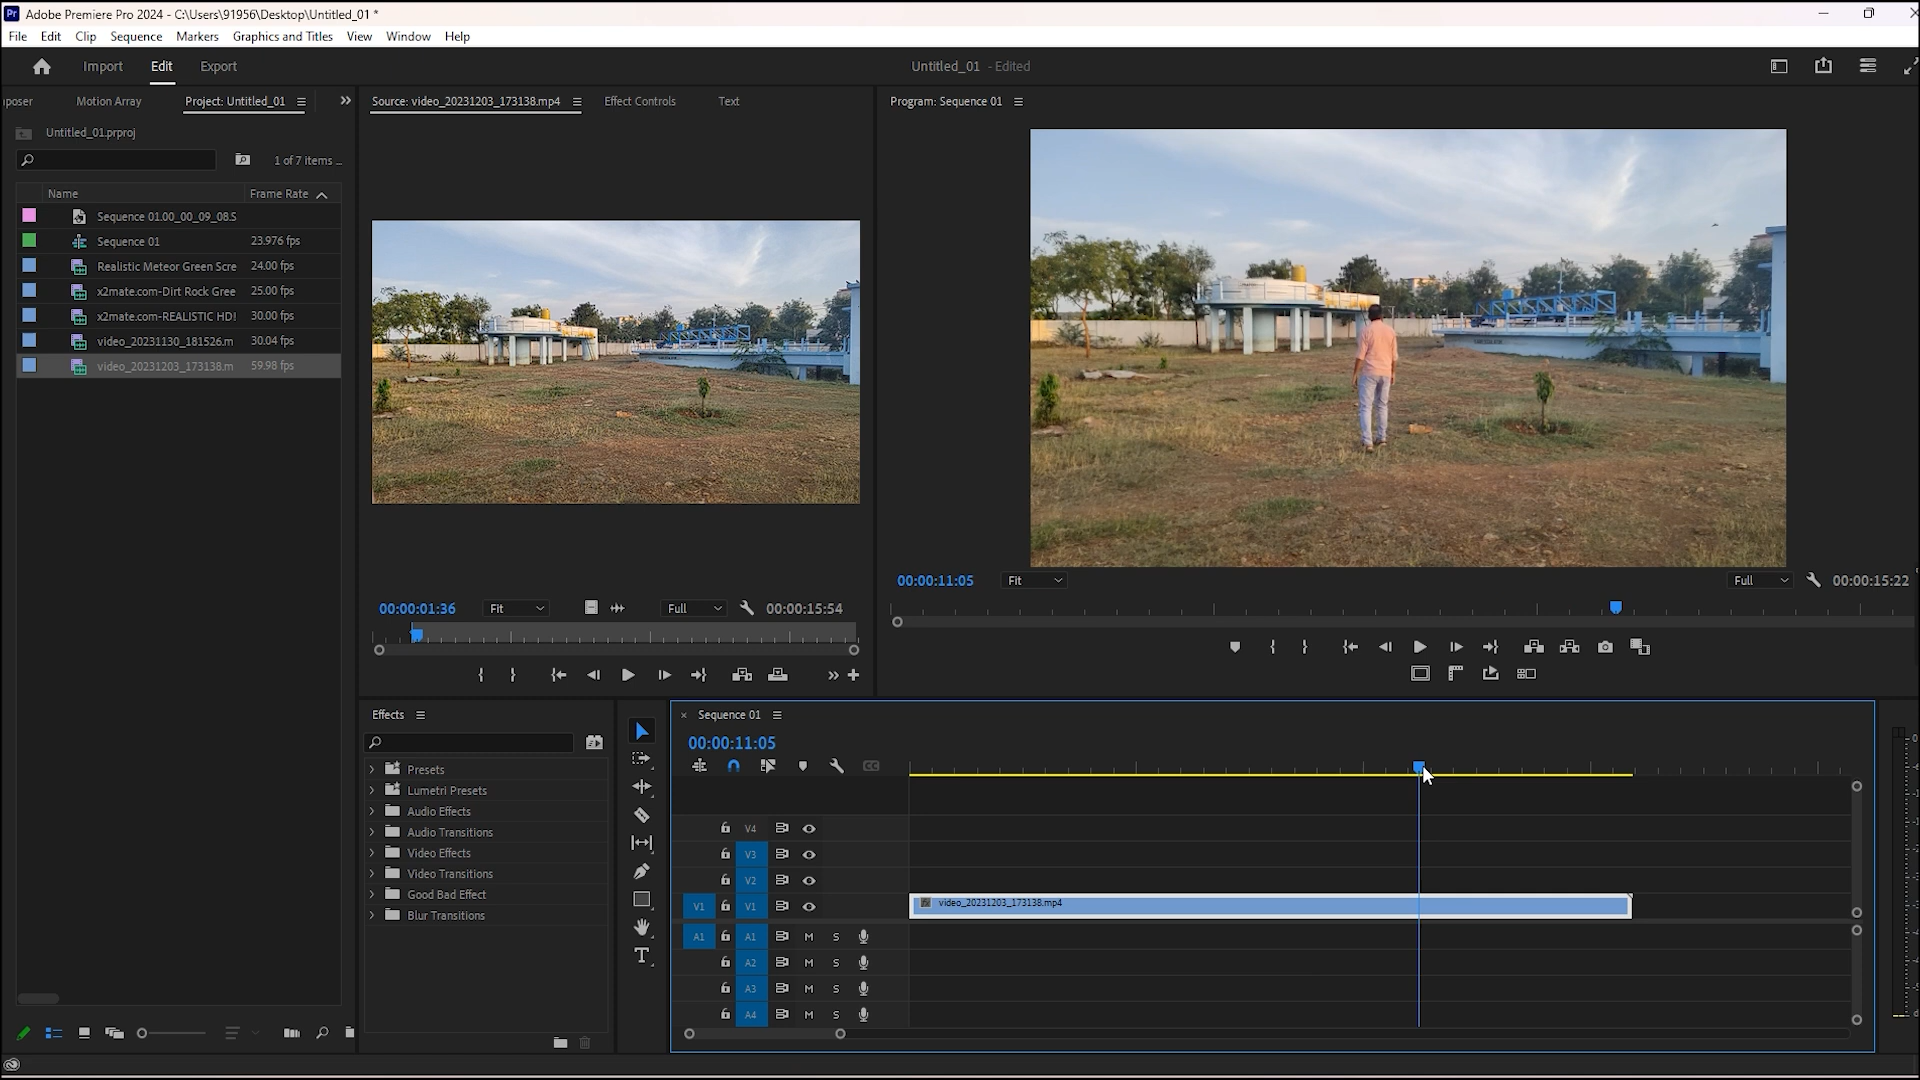 Adobe Premiere Pro 2024 - C:\Users\91956\Desktop\Untitled_01 *
File Edit Clip Sequence Markers Graphics and Titles View Window Help
Import Edit Export
Untitled_01 - Edited
Motion Array
Project: Untitled_01
Source: video_20231203_173138.mp4
Effect Controls
Text
Program: Sequence 01
Untitled_01.prproj
1 of 7 items ...
Name
Frame Rate
Sequence 01.00_00_09_08.S
Sequence 01
23.976 fps
Realistic Meteor Green Scre
24.00 fps
x2mate.com-Dirt Rock Gree
25.00 fps
x2mate.com-REALISTIC HD!
30.00 fps
video_20231130_181526.m
30.04 fps
video_20231203_173138.m
59.98 fps
00:00:01:36
Fit
Full
00:00:15:54
00:00:11:05
Fit
Full
00:00:15:22
Effects
Presets
Lumetri Presets
Audio Effects
Audio Transitions
Video Effects
Video Transitions
Good Bad Effect
Blur Transitions
Sequence 01
00:00:11:05
V4
V3
V2
V1 V1
video_20231203_173138.mp4
A1 A1 M S
A2 M S
A3 M S
A4 M S